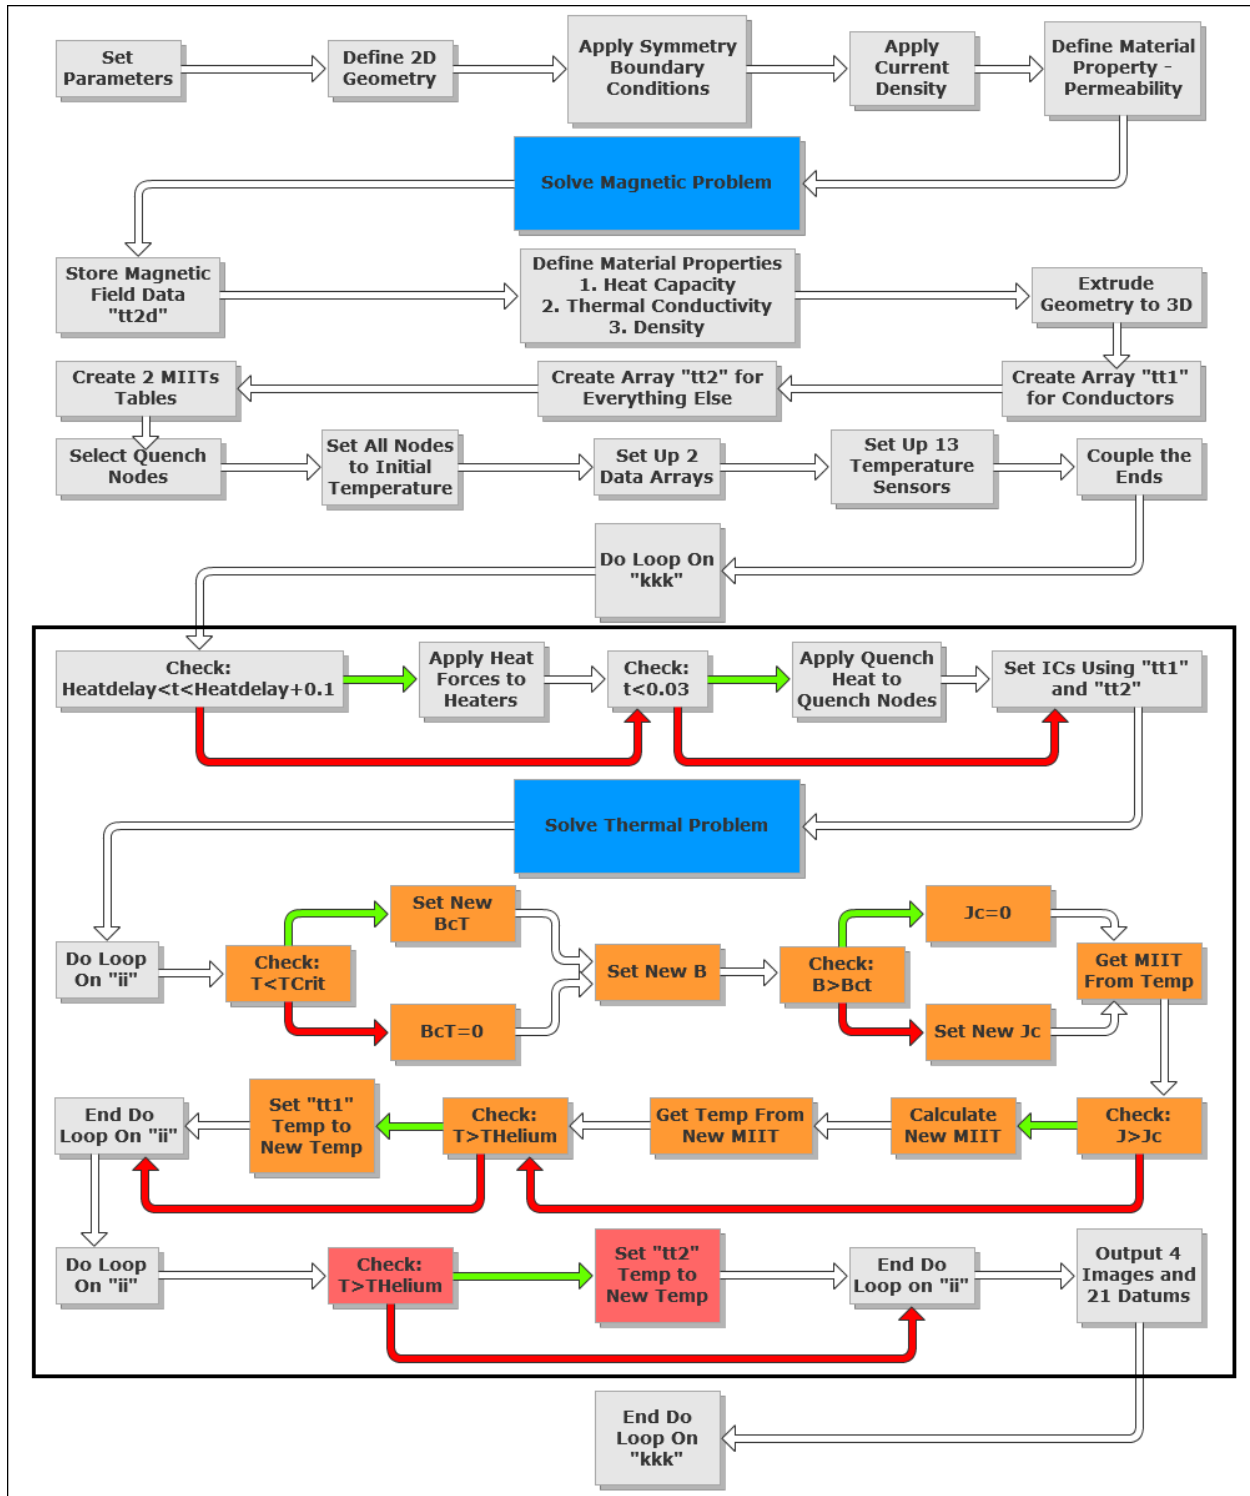 Set
Parameters
Define 2D
Geometry
Apply Symmetry
Boundary
Conditions
Apply
Current
Density
Define Material
Property -
Permeability
Solve Magnetic Problem
Store Magnetic
Field Data
"tt2d"
Define Material Properties
1. Heat Capacity
2. Thermal Conductivity
3. Density
Extrude
Geometry to 3D
Create 2 MIITs
Tables
Create Array "tt2" for
Everything Else
Create Array "tt1"
for Conductors
Select Quench
Nodes
Set All Nodes
to Initial
Temperature
Set Up 2
Data Arrays
Set Up 13
Temperature
Sensors
Couple the
Ends
Do Loop On
"kkk"
Check:
Heatdelay<t<Heatdelay+0.1
Apply Heat
Forces to
Heaters
Check:
t<0.03
Apply Quench
Heat to
Quench Nodes
Set ICs Using "tt1"
and "tt2"
Solve Thermal Problem
Do Loop
On "ii"
Check:
T<TCrit
Set New
BcT
BcT=0
Set New B
Check:
B>Bct
Jc=0
Set New Jc
Get MIIT
From Temp
End Do
Loop On "ii"
Set "tt1"
Temp to
New Temp
Check:
T>THelium
Get Temp From
New MIIT
Calculate
New MIIT
Check:
J>Jc
Do Loop
On "ii"
Check:
T>THelium
Set "tt2"
Temp to
New Temp
End Do
Loop on "ii"
Output 4
Images and
21 Datums
End Do
Loop On
"kkk"